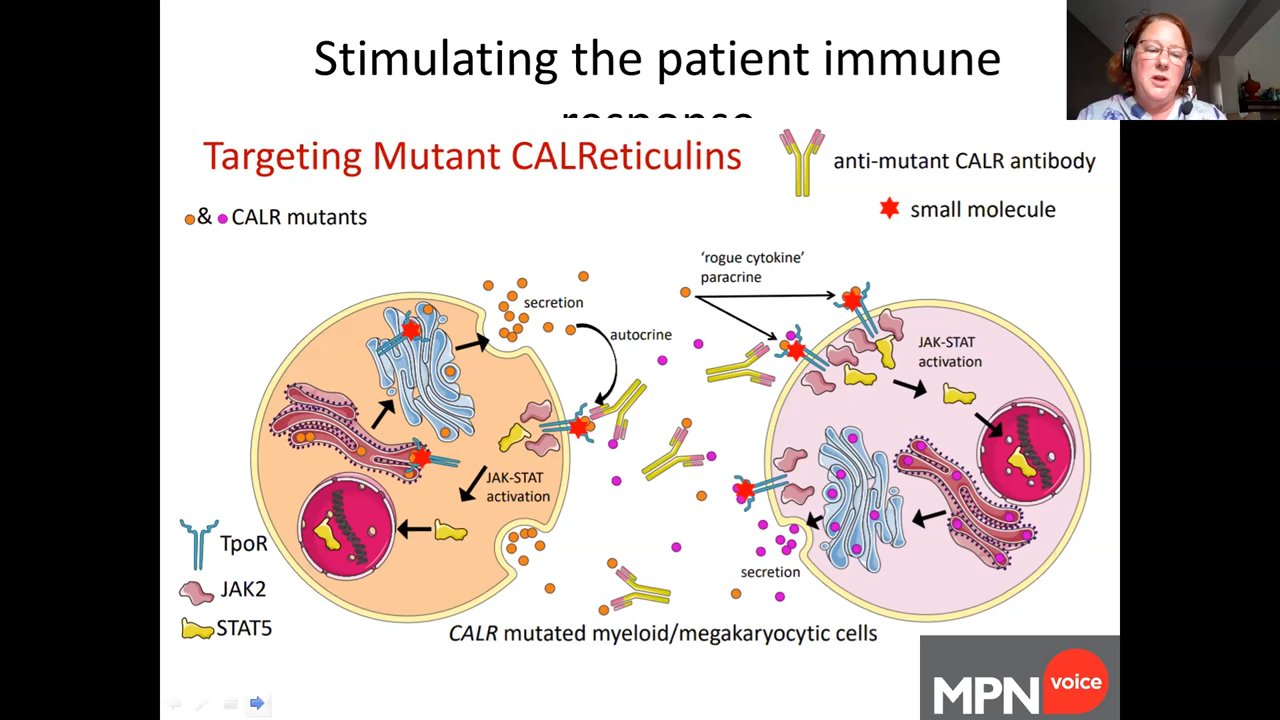 Stimulating the patient immune
response
Targeting Mutant CALReticulins
anti-mutant CALR antibody
& CALR mutants
small molecule
'rogue cytokine'
paracrine
secretion
autocrine
JAK-STAT
activation
JAK-STAT
activation
TpoR
JAK2
STAT5
secretion
CALR mutated myeloid/megakaryocytic cells
MPN voice